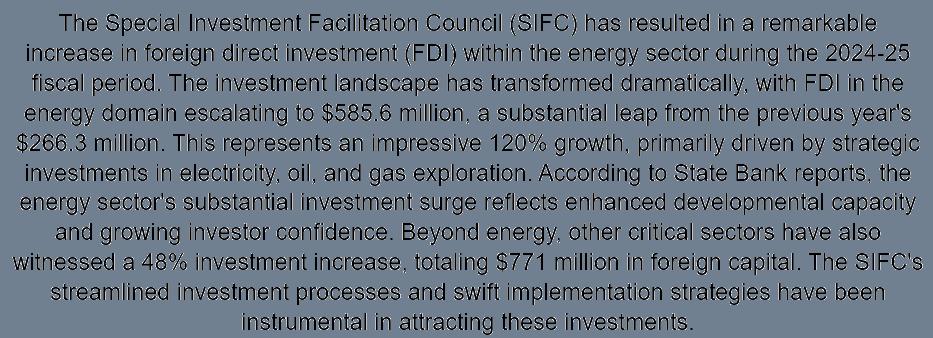 The Special Investment Facilitation Council (SIFC) has resulted in a remarkable
increase in foreign direct investment (FDI) within the energy sector during the 2024-25
fiscal period. The investment landscape has transformed dramatically, with FDI in the
energy domain escalating to $585.6 million, a substantial leap from the previous year's
$266.3 million. This represents an impressive 120% growth, primarily driven by strategic
investments in electricity, oil, and gas exploration. According to State Bank reports, the
energy sector's substantial investment surge reflects enhanced developmental capacity
and growing investor confidence. Beyond energy, other critical sectors have also
witnessed a 48% investment increase, totaling $771 million in foreign capital. The SIFC's
streamlined investment processes and swift implementation strategies have been
instrumental in attracting these investments.